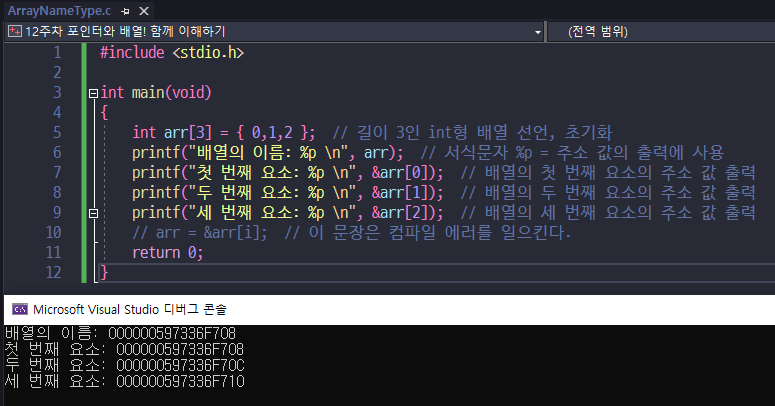 ArrayNameType.c
12주차 포인터와 배열! 함께 이해하기
(전역 범위)
1 #include <stdio.h>
2
3 int main(void)
4 {
5 int arr[3] = { 0,1,2 };  // 길이 3인 int형 배열 선언, 초기화
6 printf("배열의 이름: %p \n", arr);  // 서식문자 %p = 주소 값의 출력에 사용
7 printf("첫 번째 요소: %p \n", &arr[0]);  // 배열의 첫 번째 요소의 주소 값 출력
8 printf("두 번째 요소: %p \n", &arr[1]);  // 배열의 두 번째 요소의 주소 값 출력
9 printf("세 번째 요소: %p \n", &arr[2]);  // 배열의 세 번째 요소의 주소 값 출력
10 // arr = &arr[i];  // 이 문장은 컴파일 에러를 일으킨다.
11 return 0;
12 }
Microsoft Visual Studio 디버그 콘솔
배열의 이름: 000000597336F708
첫 번째 요소: 000000597336F708
두 번째 요소: 000000597336F70C
세 번째 요소: 000000597336F710